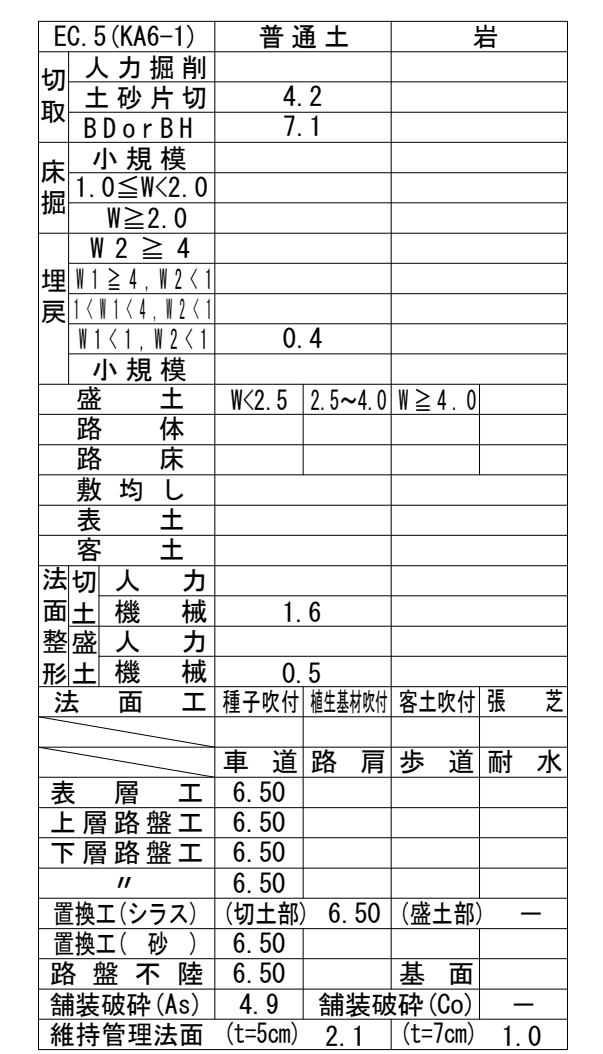 EC.5(KA6-1) 普通土 岩
切取 人力掘削
土砂片切 4.2
BDorBH 7.1
床掘 小規模
1.0≦W<2.0
W≧2.0
埋戻 W2≧4
W1≧4,W2<1
1<W1<4,W2<1
W1<1,W2<1 0.4
小規模
盛土 W<2.5 2.5~4.0 W≧4.0
路体
路床
敷均し
表土
客土
法面整形 切土 人力
機械 1.6
盛土 人力
機械 0.5
法面工 種子吹付 植生基材吹付 客土吹付 張芝
車道 路肩 歩道 耐水
表層工 6.50
上層路盤工 6.50
下層路盤工 6.50
〃 6.50
置換工(シラス) (切土部) 6.50 (盛土部) ―
置換工(砂) 6.50
路盤不陸 6.50 基面
舗装破砕(As) 4.9 舗装破砕(Co) ―
維持管理法面 (t=5cm) 2.1 (t=7cm) 1.0